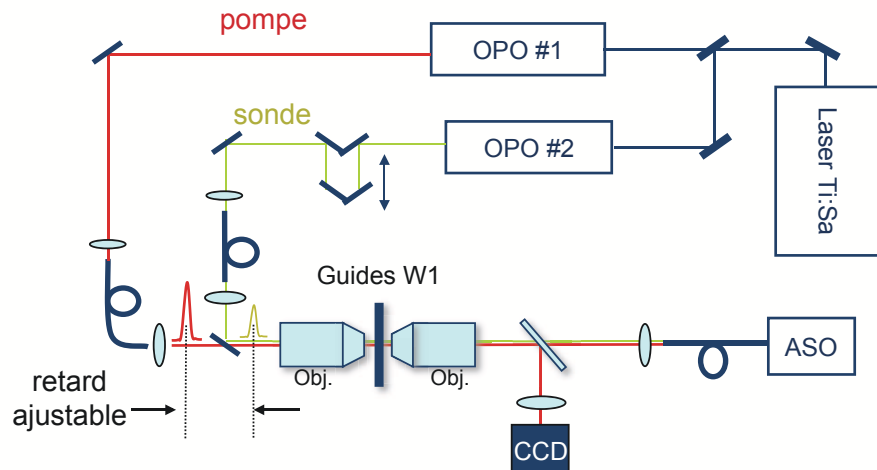 pompe
OPO #1
sonde
OPO #2
Laser Ti:Sa
Guides W1
Obj.
Obj.
ASO
retard
ajustable
CCD